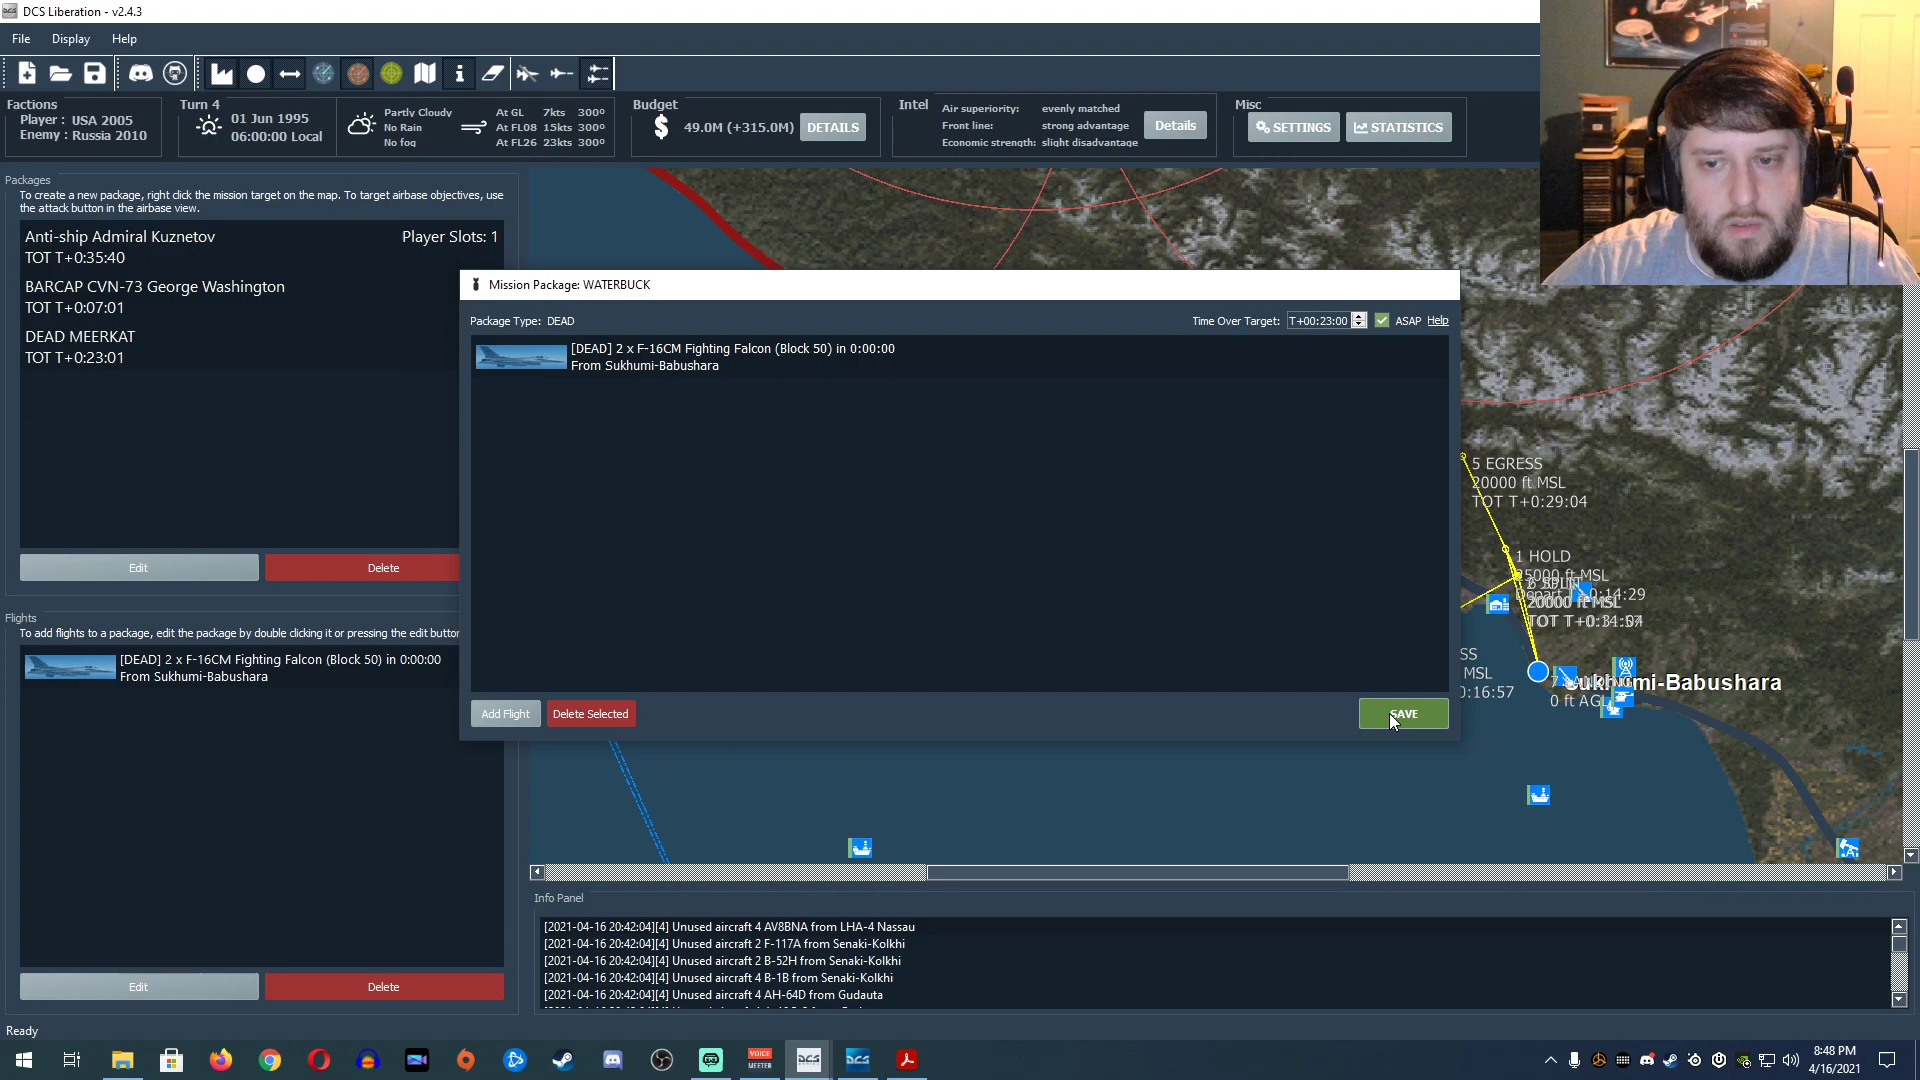 DCS Liberation - v2.4.3
File Display Help
Factions
Player : USA 2005
Enemy : Russia 2010
Turn 4
01 Jun 1995
06:00:00 Local
Partly Cloudy
No Rain
No fog
At GL 7kts 300º
At FL08 15kts 300º
At FL26 23kts 300º
Budget
49.0M (+315.0M)
DETAILS
Intel
Air superiority: evenly matched
Front line: strong advantage
Economic strength: slight disadvantage
Details
Misc
SETTINGS
STATISTICS
Packages
To create a new package, right click the mission target on the map. To target airbase objectives, use
the attack button in the airbase view.
Anti-ship Admiral Kuznetov Player Slots: 1
TOT T+0:35:40
BARCAP CVN-73 George Washington
TOT T+0:07:01
DEAD MEERKAT
TOT T+0:23:01
Edit
Delete
Flights
To add flights to a package, edit the package by double clicking it or pressing the edit button
[DEAD] 2 x F-16CM Fighting Falcon (Block 50) in 0:00:00
From Sukhumi-Babushara
Edit
Delete
Mission Package: WATERBUCK
Package Type: DEAD
Time Over Target: T+00:23:00 ASAP Help
[DEAD] 2 x F-16CM Fighting Falcon (Block 50) in 0:00:00
From Sukhumi-Babushara
Add Flight
Delete Selected
SAVE
5 EGRESS
20000 ft MSL
TOT T+0:29:04
1 HOLD
25000 ft MSL
20000 ft MSL
SS
MSL
0:16:57
0 ft AGL
Info Panel
[2021-04-16 20:42:04][4] Unused aircraft 4 AV8BNA from LHA-4 Nassau
[2021-04-16 20:42:04][4] Unused aircraft 2 F-117A from Senaki-Kolkhi
[2021-04-16 20:42:04][4] Unused aircraft 2 B-52H from Senaki-Kolkhi
[2021-04-16 20:42:04][4] Unused aircraft 4 B-1B from Senaki-Kolkhi
[2021-04-16 20:42:04][4] Unused aircraft 4 AH-64D from Gudauta
Ready
VOICE
MEETER
DCS
DCS
8:48 PM
4/16/2021